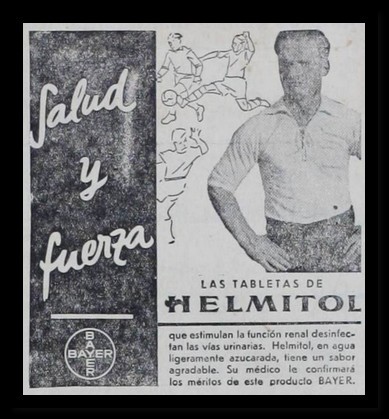 Salud
y
fuerza
BAYER
BAYER
LAS TABLETAS DE
HELMITOL
que estimulan la función renal desinfec-
tan las vías urinarias. Helmitol, en agua
ligeramente azucarada, tiene un sabor
agradable. Su médico le confirmará
los méritos de este producto BAYER.